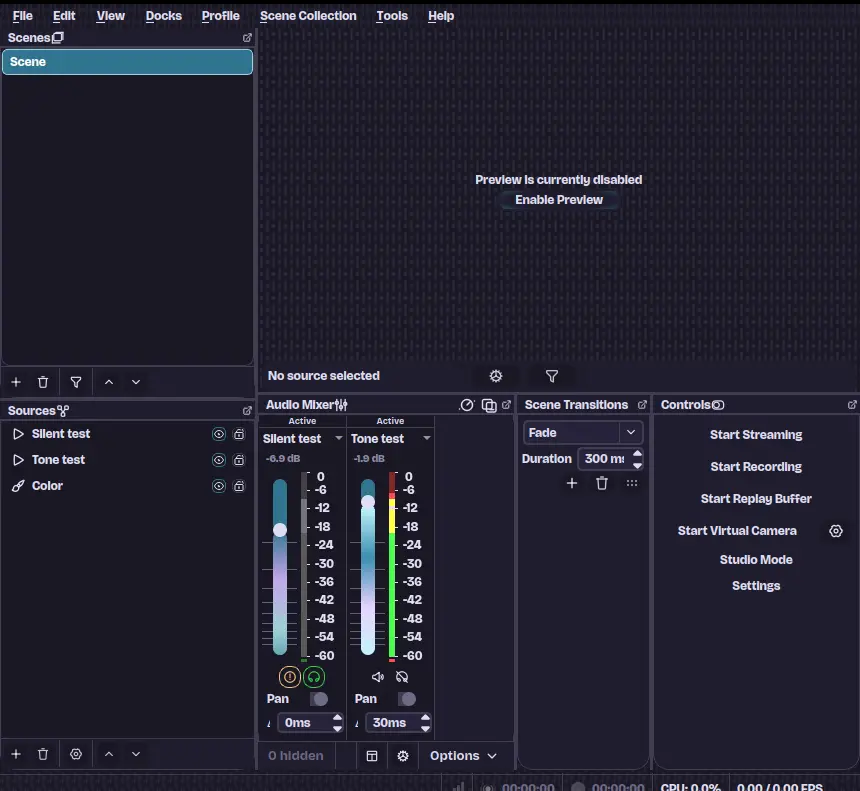 File Edit View Docks Profile Scene Collection Tools Help
Scenes
Scene
Preview is currently disabled
Enable Preview
No source selected
Sources
Silent test
Tone test
Color
Audio Mixer
Active Active
Silent test Tone test
-6.9 dB -1.9 dB
0 0
-6 -6
-12 -12
-18 -18
-24 -24
-30 -30
-36 -36
-42 -42
-48 -48
-54 -54
-60 -60
Pan Pan
0ms 30ms
0 hidden Options
Scene Transitions
Fade
Duration 300 ms
Controls
Start Streaming
Start Recording
Start Replay Buffer
Start Virtual Camera
Studio Mode
Settings
00:00:00 00:00:00 CPU: 0.0% 0.00 / 0.00 FPS